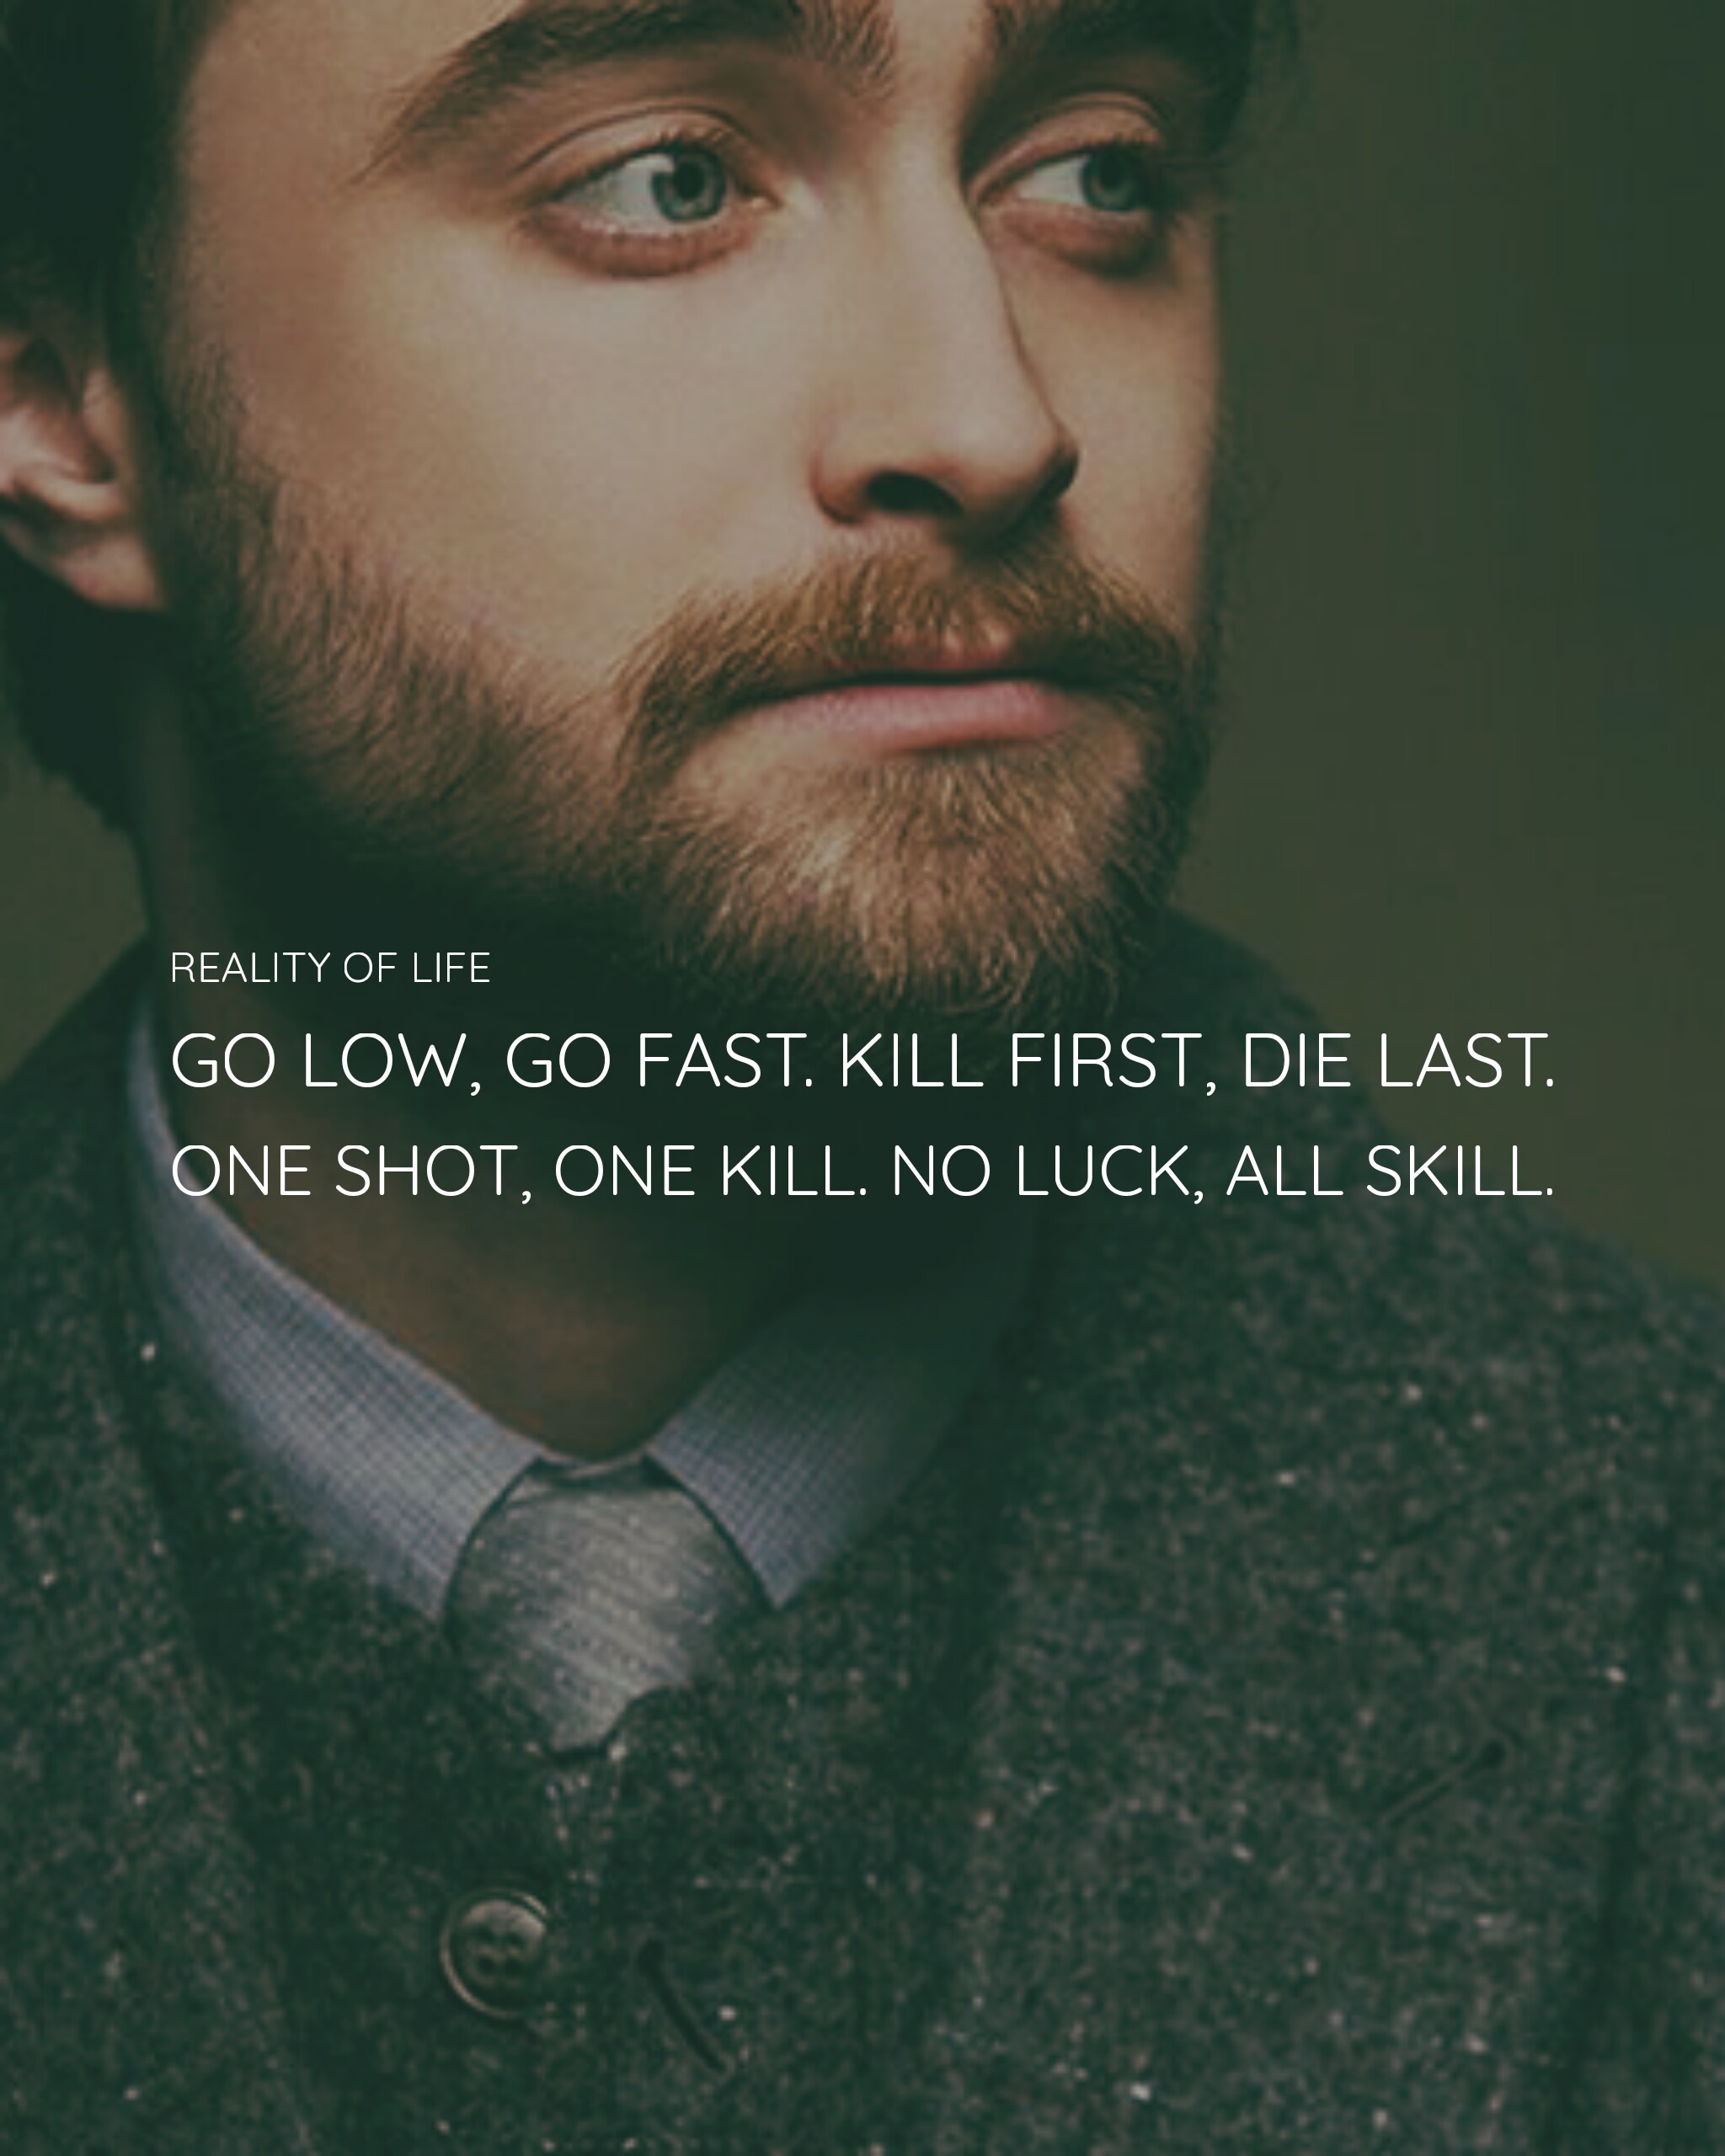 REALITY OF LIFE
GO LOW, GO FAST. KILL FIRST, DIE LAST.
ONE SHOT, ONE KILL. NO LUCK, ALL SKILL.